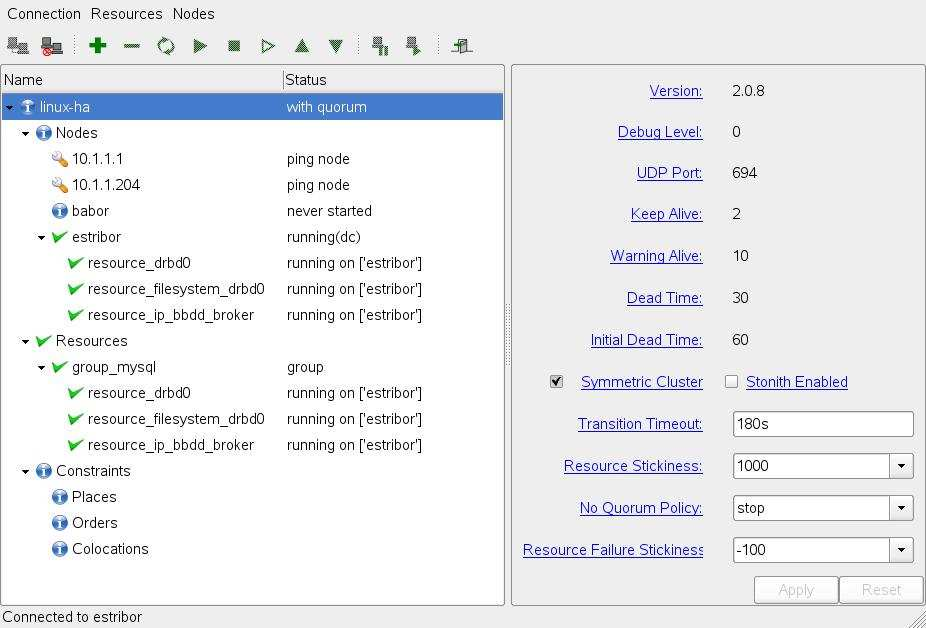 Connection Resources Nodes
Name Status
linux-ha with quorum
Nodes
10.1.1.1 ping node
10.1.1.204 ping node
babor never started
estribor running(dc)
resource_drbd0 running on ['estribor']
resource_filesystem_drbd0 running on ['estribor']
resource_ip_bbdd_broker running on ['estribor']
Resources
group_mysql group
resource_drbd0 running on ['estribor']
resource_filesystem_drbd0 running on ['estribor']
resource_ip_bbdd_broker running on ['estribor']
Constraints
Places
Orders
Colocations
Version: 2.0.8
Debug Level: 0
UDP Port: 694
Keep Alive: 2
Warning Alive: 10
Dead Time: 30
Initial Dead Time: 60
Symmetric Cluster Stonith Enabled
Transition Timeout: 180s
Resource Stickiness: 1000
No Quorum Policy: stop
Resource Failure Stickiness -100
Apply Reset
Connected to estribor